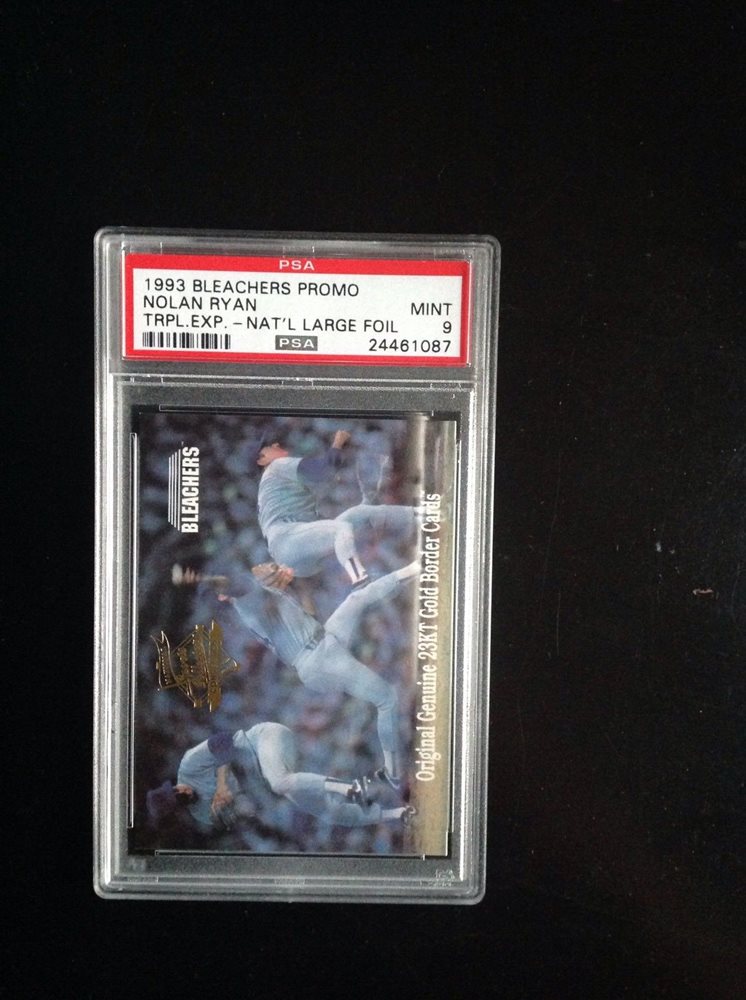 PSA
1993 BLEACHERS PROMO
NOLAN RYAN MINT
TRPL.EXP. – NAT'L LARGE FOIL 9
PSA 24461087
BLEACHERS
Original Genuine 23KT Gold Border Cards